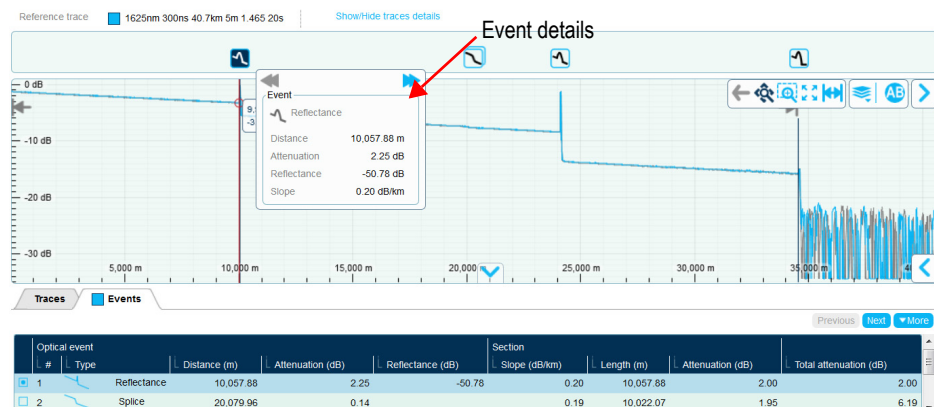 Reference trace 1625nm 300ns 40.7km 5m 1.465 20s Show/Hide traces details
Event details
0 dB
-10 dB
-20 dB
-30 dB
Event
Reflectance
Distance 10,057.88 m
Attenuation 2.25 dB
Reflectance -50.78 dB
Slope 0.20 dB/km
AB
5,000 m 10,000 m 15,000 m 20,000 25,000 m 30,000 m 35,000 m
Traces Events
Previous Next More
Optical event Section
# Type Distance (m) Attenuation (dB) Reflectance (dB) Slope (dB/km) Length (m) Attenuation (dB) Total attenuation (dB)
1 Reflectance 10,057.88 2.25 -50.78 0.20 10,057.88 2.00 2.00
2 Splice 20,079.96 0.14 0.19 10,022.07 1.95 6.19